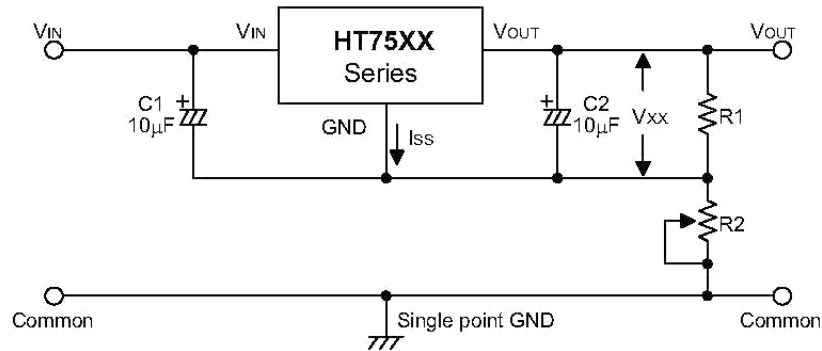 VIN
VIN
HT75XX
Series
VOUT
VOUT
C1
10μF
+
GND
ISS
+
C2
10μF
VXX
R1
R2
Common
Single point GND
Common